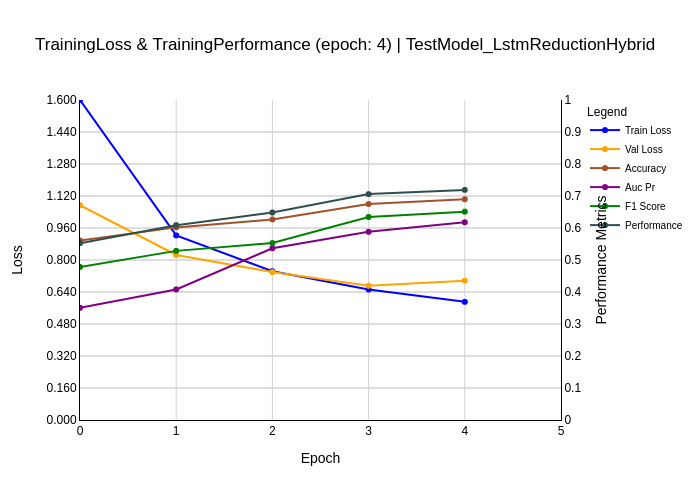 TrainingLoss & TrainingPerformance (epoch: 4) | TestModel_LstmReductionHybrid
1.600
1.440
1.280
1.120
0.960
0.800
0.640
0.480
0.320
0.160
0.000
Loss
0
1
2
3
4
5
Epoch
1
0.9
0.8
0.7
0.6
0.5
0.4
0.3
0.2
0.1
0
Performance Metrics
Legend
Train Loss
Val Loss
Accuracy
Auc Pr
F1 Score
Performance